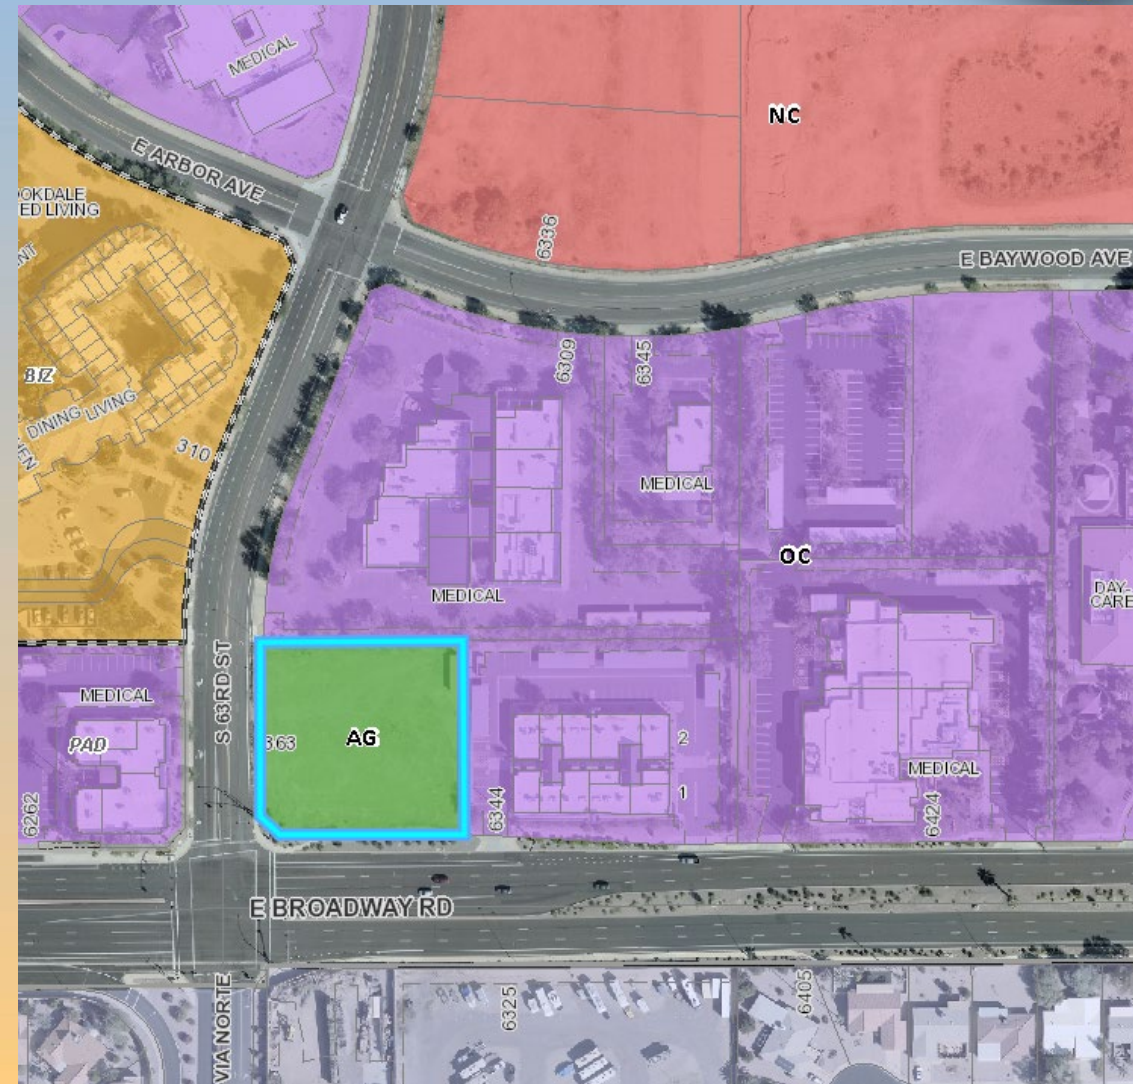 MEDICAL
NC
E ARBOR AVE
OKDALE
ED LIVING
6336
E BAYWOOD AVE
6309
6345
BIZ
DINING
LIVING
310
MEDICAL
OC
MEDICAL
DAY-
CARE
S 63RD ST
MEDICAL
PAD
363
AG
2
1
MEDICAL
6262
6344
6424
E BROADWAY RD
VIA NORTE
6325
6405